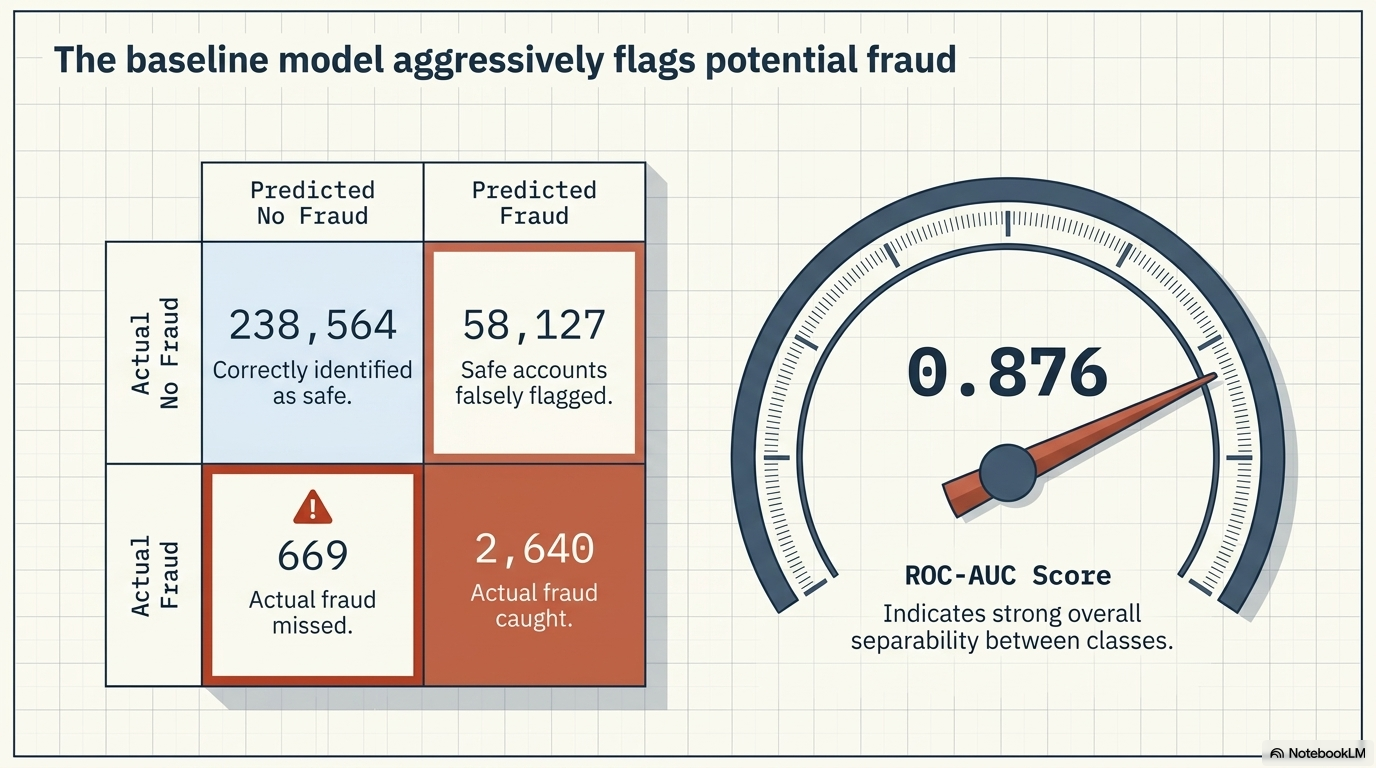 The baseline model aggressively flags potential fraud
Predicted
No Fraud
Predicted
Fraud
Actual
No Fraud
238,564
Correctly identified
as safe.
58,127
Safe accounts
falsely flagged.
Actual
Fraud
!
669
Actual fraud
missed.
2,640
Actual fraud
caught.
0.876
ROC-AUC Score
Indicates strong overall
separability between classes.
NotebookLM